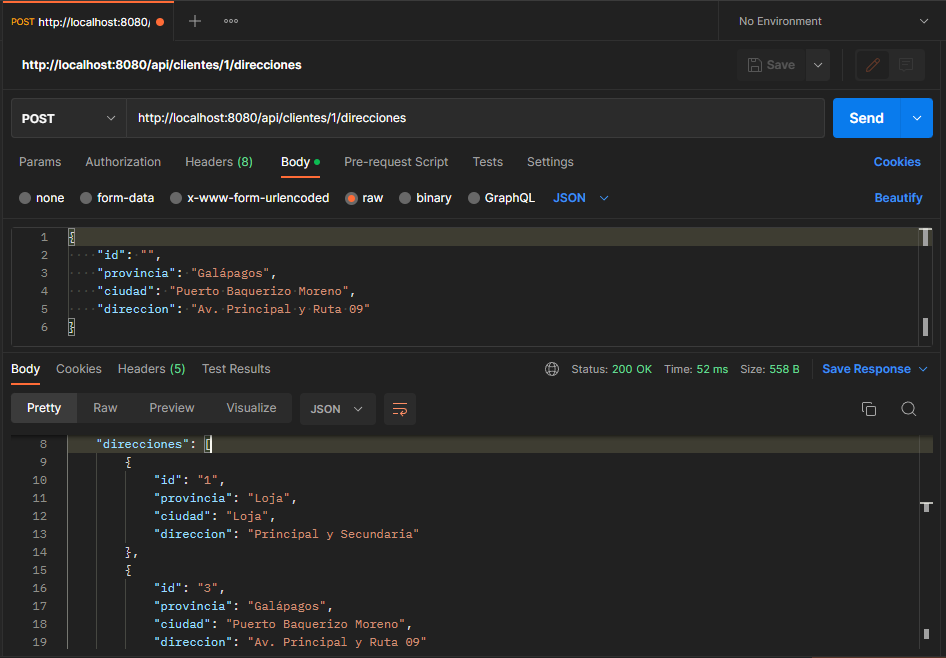 POST http://localhost:8080/
No Environment
http://localhost:8080/api/clientes/1/direcciones
Save
POST http://localhost:8080/api/clientes/1/direcciones Send
Params Authorization Headers (8) Body Pre-request Script Tests Settings Cookies
none form-data x-www-form-urlencoded raw binary GraphQL JSON Beautify
1 {
2 "id": "",
3 "provincia": "Galápagos",
4 "ciudad": "Puerto Baquerizo Moreno",
5 "direccion": "Av. Principal y Ruta 09"
6 }
Body Cookies Headers (5) Test Results Status: 200 OK Time: 52 ms Size: 558 B Save Response
Pretty Raw Preview Visualize JSON
8 "direcciones": [
9 {
10 "id": "1",
11 "provincia": "Loja",
12 "ciudad": "Loja",
13 "direccion": "Principal y Secundaria"
14 },
15 {
16 "id": "3",
17 "provincia": "Galápagos",
18 "ciudad": "Puerto Baquerizo Moreno",
19 "direccion": "Av. Principal y Ruta 09"